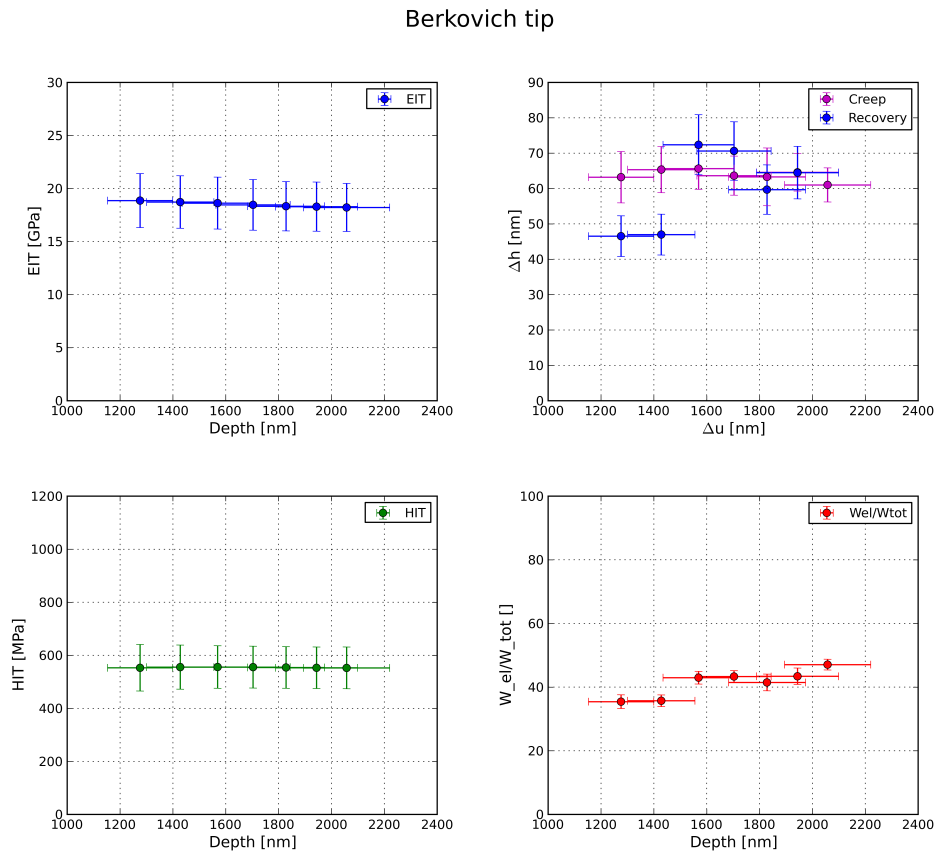 Berkovich tip
30
25
20
15
10
5
0
EIT [GPa]
EIT
1000 1200 1400 1600 1800 2000 2200 2400
Depth [nm]
90
80
70
60
50
40
30
20
10
0
Δh [nm]
Creep
Recovery
1000 1200 1400 1600 1800 2000 2200 2400
Δu [nm]
1200
1000
800
600
400
200
0
HIT [MPa]
HIT
1000 1200 1400 1600 1800 2000 2200 2400
Depth [nm]
100
80
60
40
20
0
W_el/W_tot []
Wel/Wtot
1000 1200 1400 1600 1800 2000 2200 2400
Depth [nm]